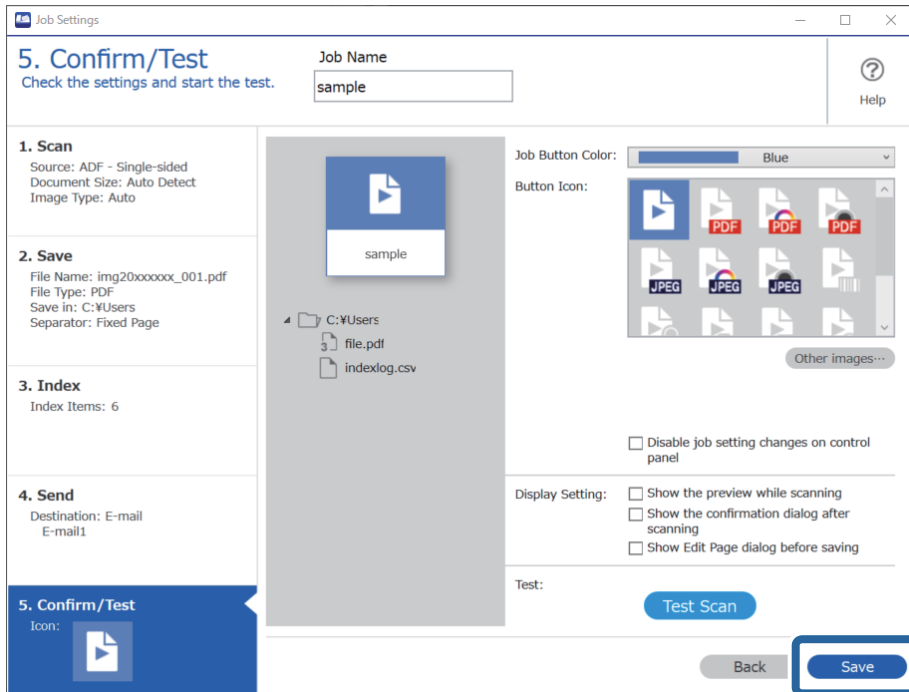 Job Settings
5. Confirm/Test
Check the settings and start the test.
Job Name
sample
Help
1. Scan
Source: ADF - Single-sided
Document Size: Auto Detect
Image Type: Auto
2. Save
File Name: img20xxxxxx_001.pdf
File Type: PDF
Save in: C:¥Users
Separator: Fixed Page
3. Index
Index Items: 6
4. Send
Destination: E-mail
E-mail1
5. Confirm/Test
Icon:
sample
C:¥Users
3 file.pdf
indexlog.csv
Job Button Color:
Blue
Button Icon:
PDF PDF PDF
JPEG JPEG JPEG
Other images···
Disable job setting changes on control
panel
Display Setting:
Show the preview while scanning
Show the confirmation dialog after
scanning
Show Edit Page dialog before saving
Test:
Test Scan
Back
Save